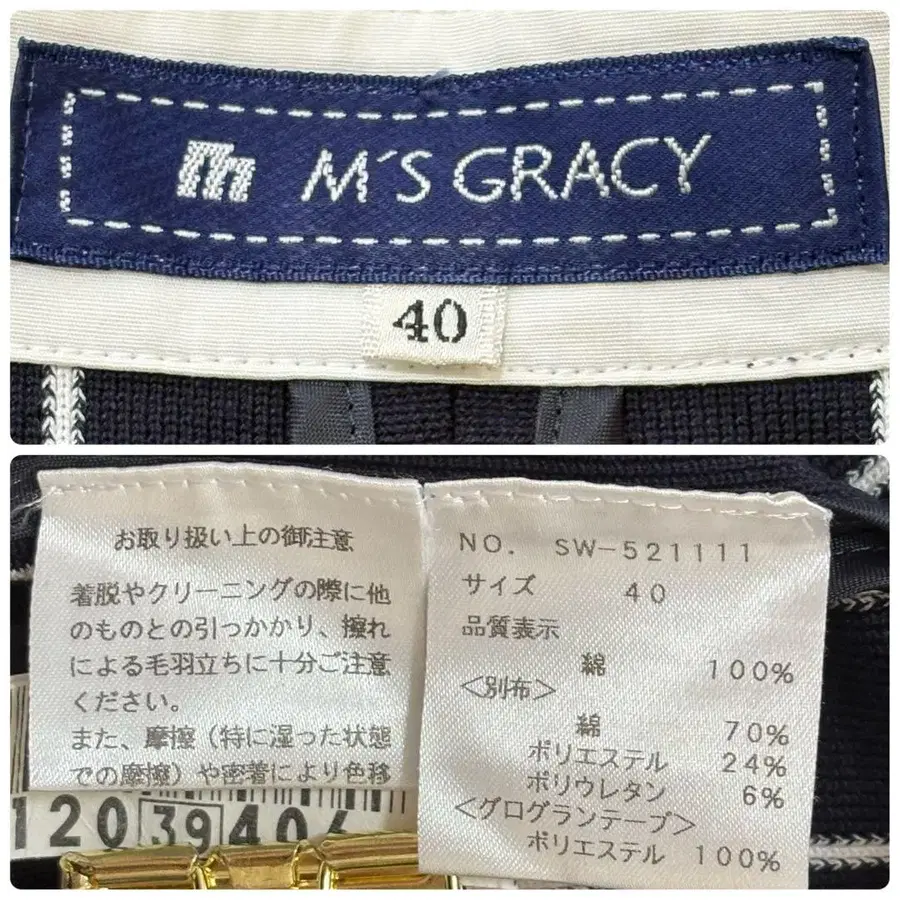 m M'S GRACY
40
お取り扱い上の御注意
着脱やクリーニングの際に他
のものとの引っかかり、擦れ
による毛羽立ちに十分ご注意
ください。
また、摩擦（特に湿った状態
での摩擦）や密着により色移
120 39 406
NO. SW-521111
サイズ 40
品質表示
綿 100%
<別布>
綿 70%
ポリエステル 24%
ポリウレタン 6%
<グログランテープ>
ポリエステル 100%